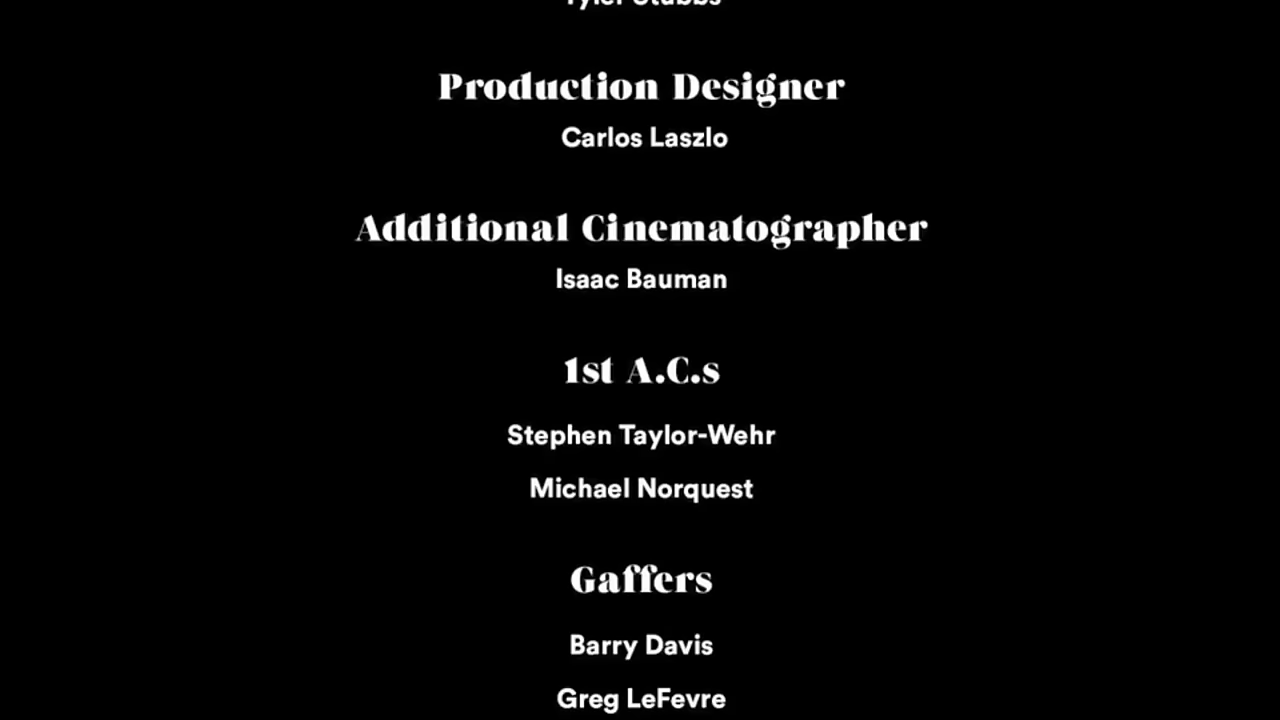 Tyler Stubbs
Production Designer
Carlos Laszlo
Additional Cinematographer
Isaac Bauman
1st A.C.s
Stephen Taylor-Wehr
Michael Norquest
Gaffers
Barry Davis
Greg LeFevre